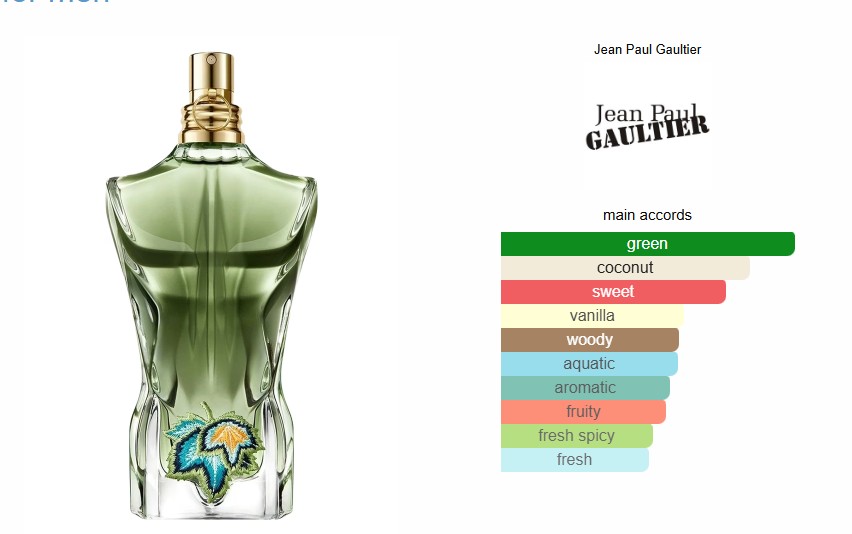 for men
Jean Paul Gaultier
Jean Paul
GAULTIER
main accords
green
coconut
sweet
vanilla
woody
aquatic
aromatic
fruity
fresh spicy
fresh